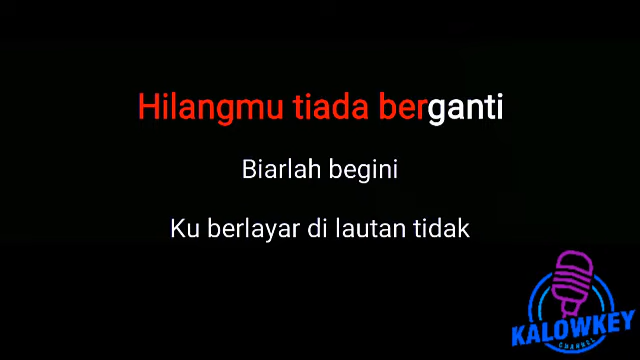 Hilangmu tiada berganti
Biarlah begini
Ku berlayar di lautan tidak
KALOWKEY
CHANNEL